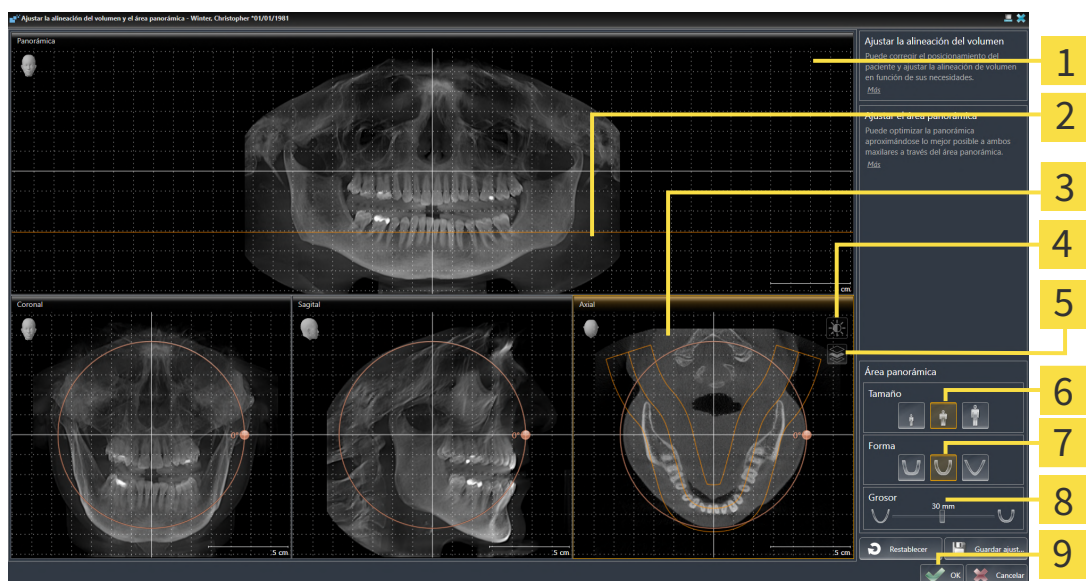 Ajustar la alineación del volumen y el área panorámica - Winter, Christopher *01/01/1981
Panorámica
cm
Ajustar la alineación del volumen
Puede corregir el posicionamiento del
paciente y ajustar la alineación de volumen
en función de sus necesidades.
Más
Ajustar el área panorámica
Puede optimizar la panorámica
aproximándose lo mejor posible a ambos
maxilares a través del área panorámica.
Más
Coronal
0°
.5 cm
Sagital
0°
.5 cm
Axial
0°
.5 cm
Área panorámica
Tamaño
Forma
Grosor
30 mm
Restablecer
Guardar ajust...
OK
Cancelar
1
2
3
4
5
6
7
8
9